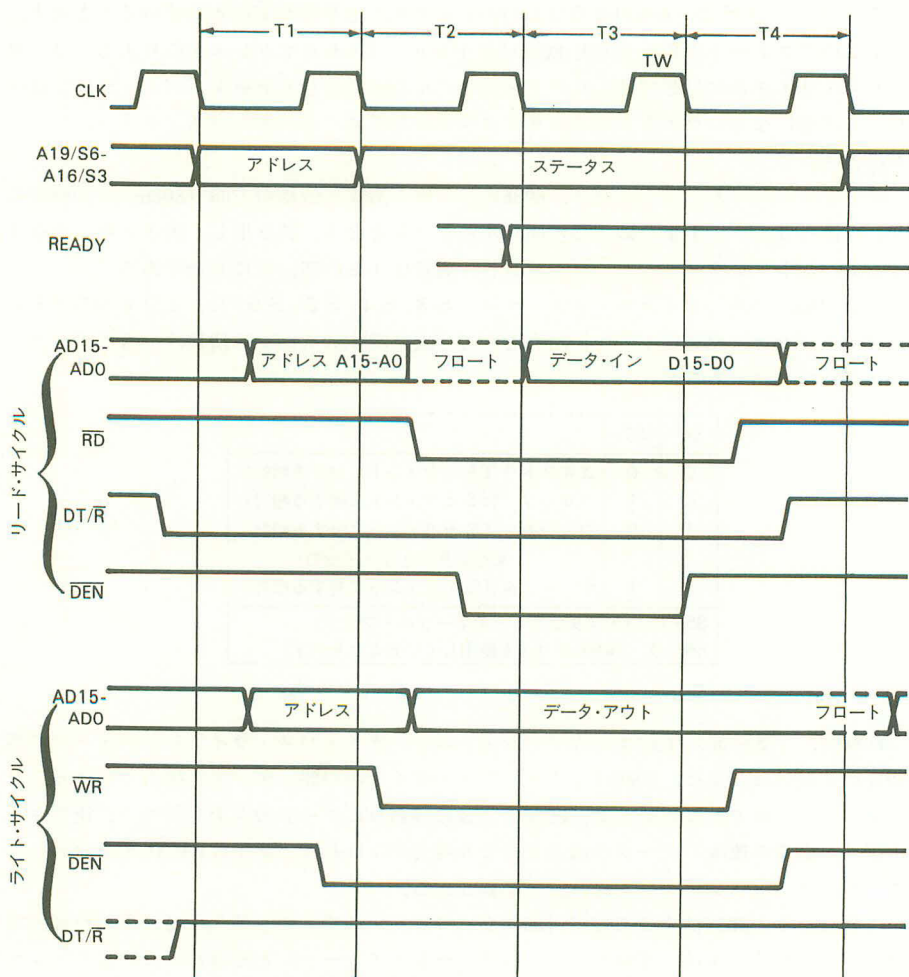 T1 T2 T3 T4
TW
CLK
A19/S6-
A16/S3
アドレス ステータス
READY
リード・サイクル
AD15-
AD0
アドレス A15-A0 フロート データ・イン D15-D0 フロート
RD
DT/R
DEN
ライト・サイクル
AD15-
AD0
アドレス データ・アウト フロート
WR
DEN
DT/R